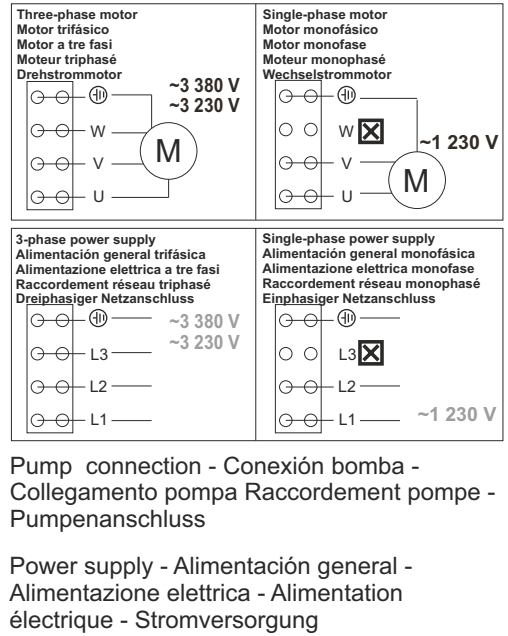 Three-phase motor
Motor trifásico
Motor a tre fasi
Moteur triphasé
Drehstrommotor
~3 380 V
~3 230 V
W
V
U
M
Single-phase motor
Motor monofásico
Motor monofase
Moteur monophasé
Wechselstrommotor
W
~1 230 V
V
U
M
3-phase power supply
Alimentación general trifásica
Alimentazione elettrica a tre fasi
Raccordement réseau triphasé
Dreiphasiger Netzanschluss
~3 380 V
~3 230 V
L3
L2
L1
Single-phase power supply
Alimentación general monofásica
Alimentazione elettrica monofase
Raccordement réseau monophasé
Einphasiger Netzanschluss
L3
L2
L1
~1 230 V
Pump connection - Conexión bomba -
Collegamento pompa Raccordement pompe -
Pumpenanschluss
Power supply - Alimentación general -
Alimentazione elettrica - Alimentation
électrique - Stromversorgung